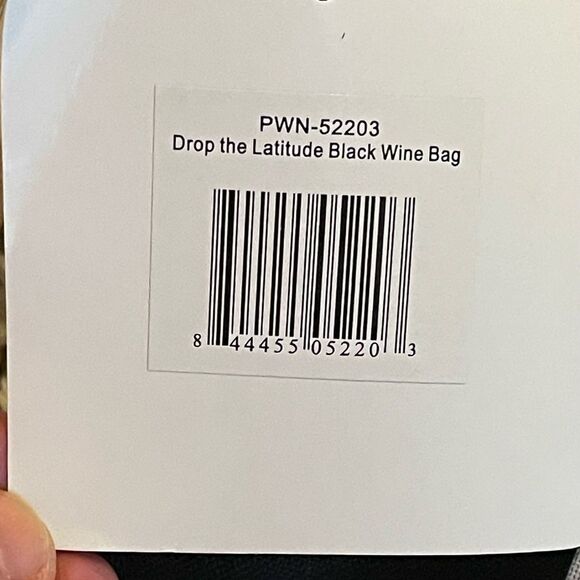 PWN-52203
Drop the Latitude Black Wine Bag
8 44455 05220 3